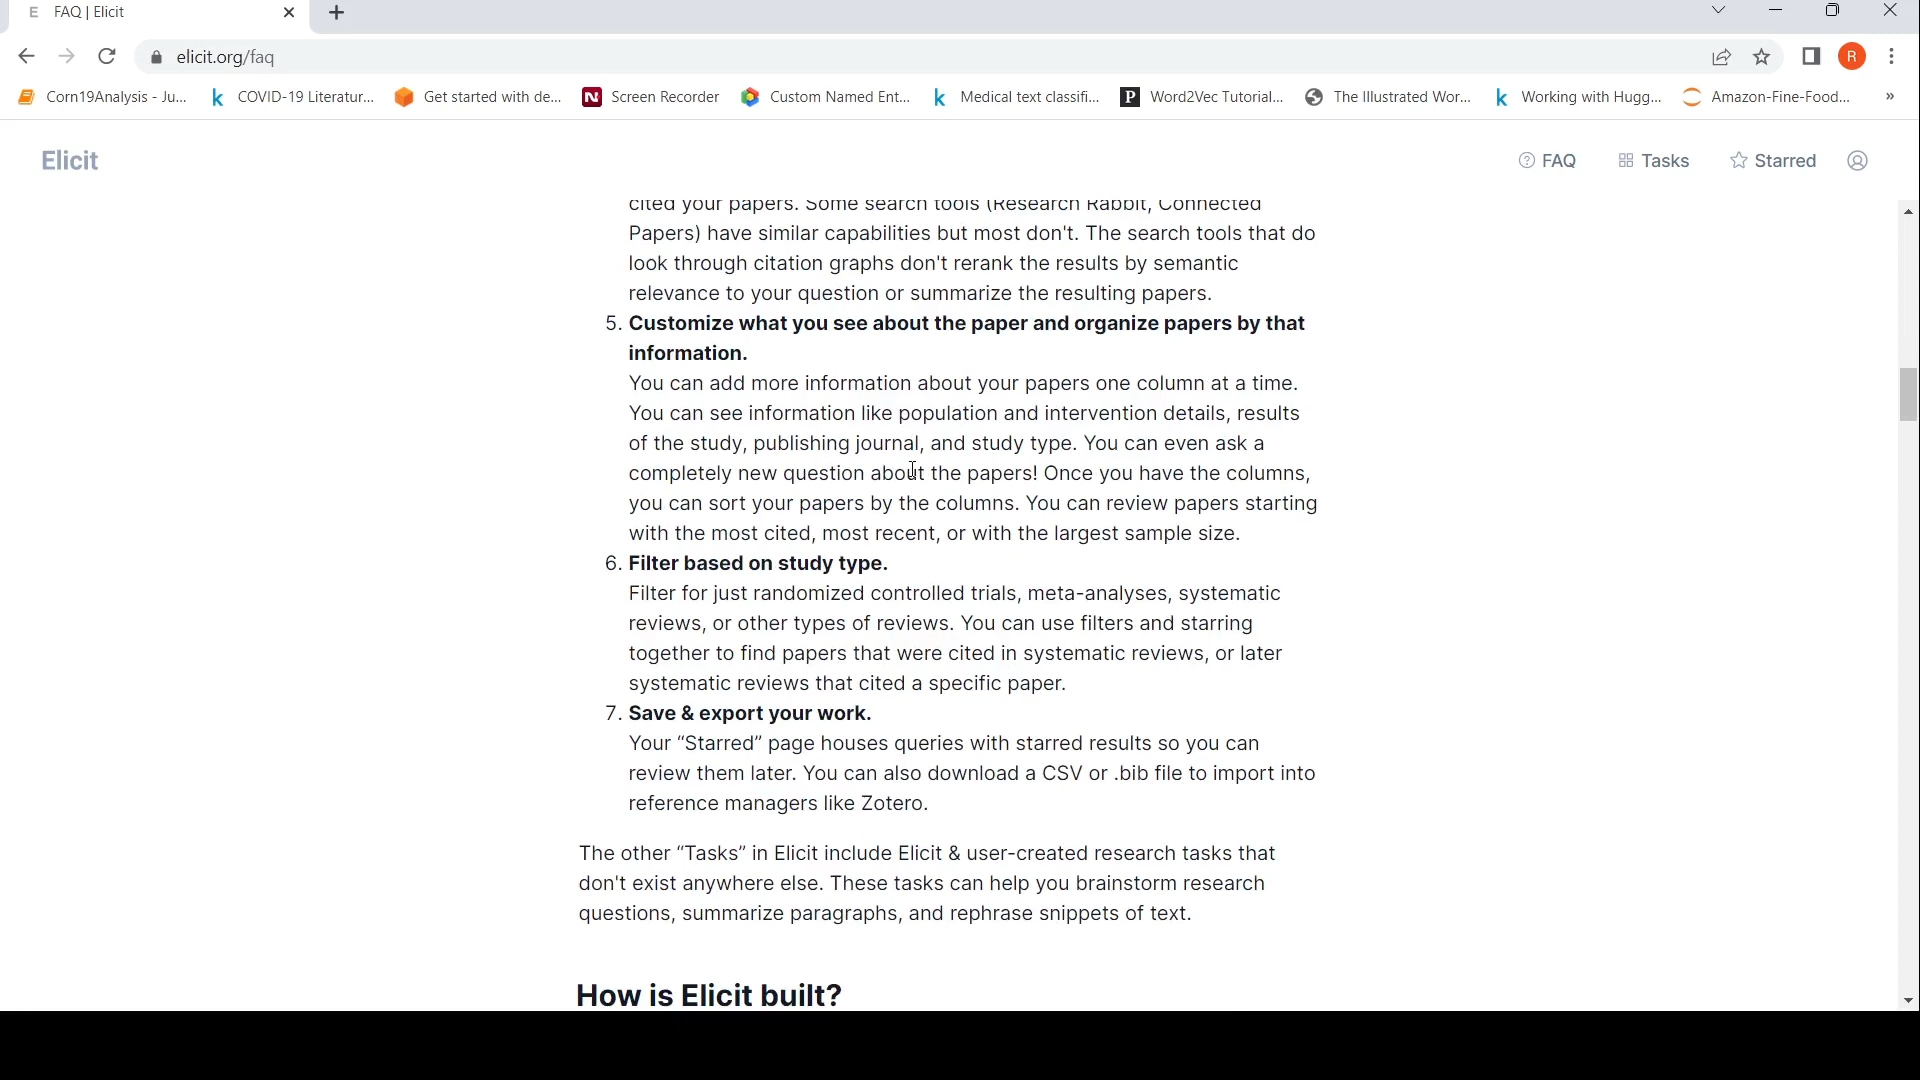 FAQ | Elicit
elicit.org/faq
R
Corn19Analysis - Ju...
COVID-19 Literatur...
Get started with de...
Screen Recorder
Custom Named Ent...
Medical text classifi...
Word2Vec Tutorial...
The Illustrated Wor...
Working with Hugg...
Amazon-Fine-Food...
»
Elicit
FAQ
Tasks
Starred
cited your papers. Some search tools (Research Rabbit, Connected
Papers) have similar capabilities but most don't. The search tools that do
look through citation graphs don't rerank the results by semantic
relevance to your question or summarize the resulting papers.
5. Customize what you see about the paper and organize papers by that
information.
You can add more information about your papers one column at a time.
You can see information like population and intervention details, results
of the study, publishing journal, and study type. You can even ask a
completely new question about the papers! Once you have the columns,
you can sort your papers by the columns. You can review papers starting
with the most cited, most recent, or with the largest sample size.
6. Filter based on study type.
Filter for just randomized controlled trials, meta-analyses, systematic
reviews, or other types of reviews. You can use filters and starring
together to find papers that were cited in systematic reviews, or later
systematic reviews that cited a specific paper.
7. Save & export your work.
Your “Starred” page houses queries with starred results so you can
review them later. You can also download a CSV or .bib file to import into
reference managers like Zotero.
The other “Tasks” in Elicit include Elicit & user-created research tasks that
don't exist anywhere else. These tasks can help you brainstorm research
questions, summarize paragraphs, and rephrase snippets of text.
How is Elicit built?